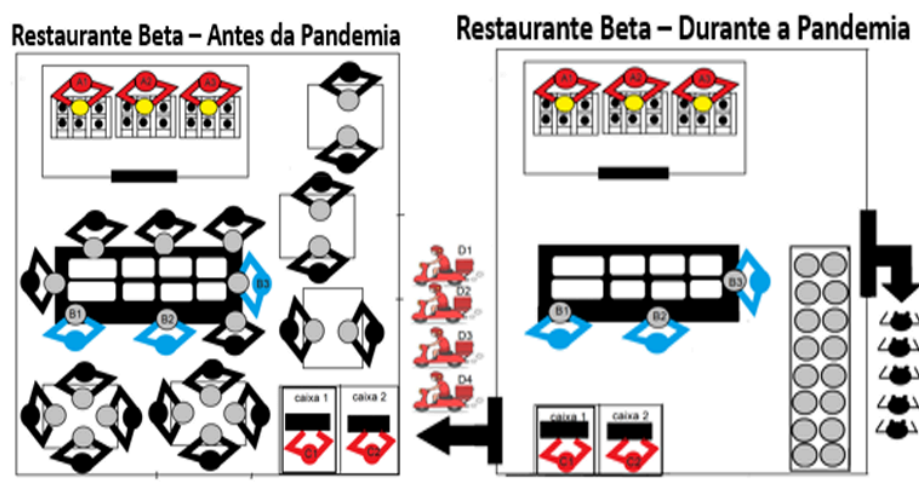 Restaurante Beta – Antes da Pandemia
A1 A2 A3
B3
B1 B2
caixa 1 caixa 2
C1 C2
D1
D2
D3
D4
Restaurante Beta – Durante a Pandemia
A1 A2 A3
B3
B1 B2
caixa 1 caixa 2
C1 C2